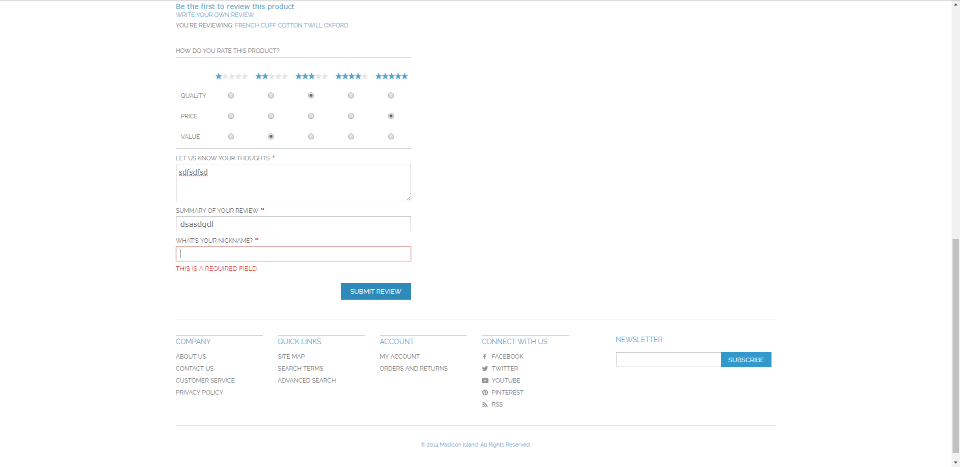 Be the first to review this product
WRITE YOUR OWN REVIEW
YOU'RE REVIEWING: FRENCH CUFF COTTON TWILL OXFORD
HOW DO YOU RATE THIS PRODUCT?
QUALITY
PRICE
VALUE
LET US KNOW YOUR THOUGHTS *
sdfsdfsd
SUMMARY OF YOUR REVIEW *
dsasdgdl
WHAT'S YOUR NICKNAME? *
THIS IS A REQUIRED FIELD.
SUBMIT REVIEW
COMPANY
ABOUT US
CONTACT US
CUSTOMER SERVICE
PRIVACY POLICY
QUICK LINKS
SITE MAP
SEARCH TERMS
ADVANCED SEARCH
ACCOUNT
MY ACCOUNT
ORDERS AND RETURNS
CONNECT WITH US
FACEBOOK
TWITTER
YOUTUBE
PINTEREST
RSS
NEWSLETTER
SUBSCRIBE
© 2014 Madison Island. All Rights Reserved.